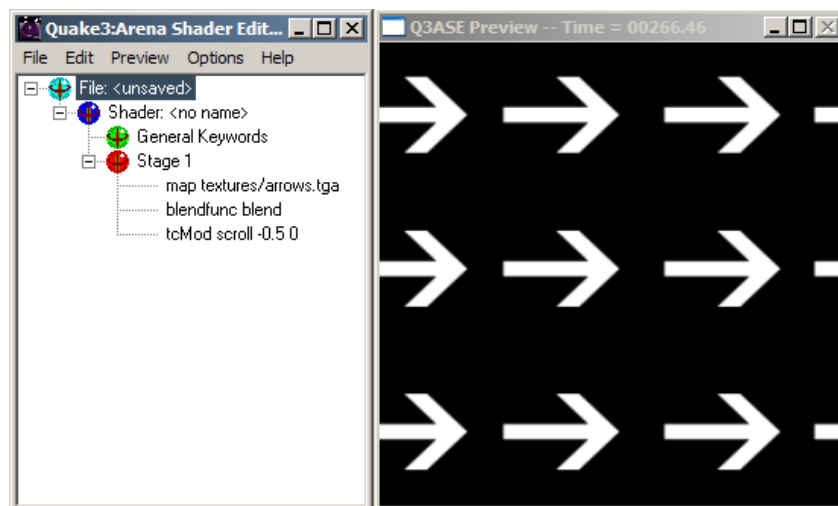 Quake3:Arena Shader Edit...
File Edit Preview Options Help
File: <unsaved>
Shader: <no name>
General Keywords
Stage 1
map textures/arrows.tga
blendfunc blend
tcMod scroll -0.5 0
Q3ASE Preview -- Time = 00266.46